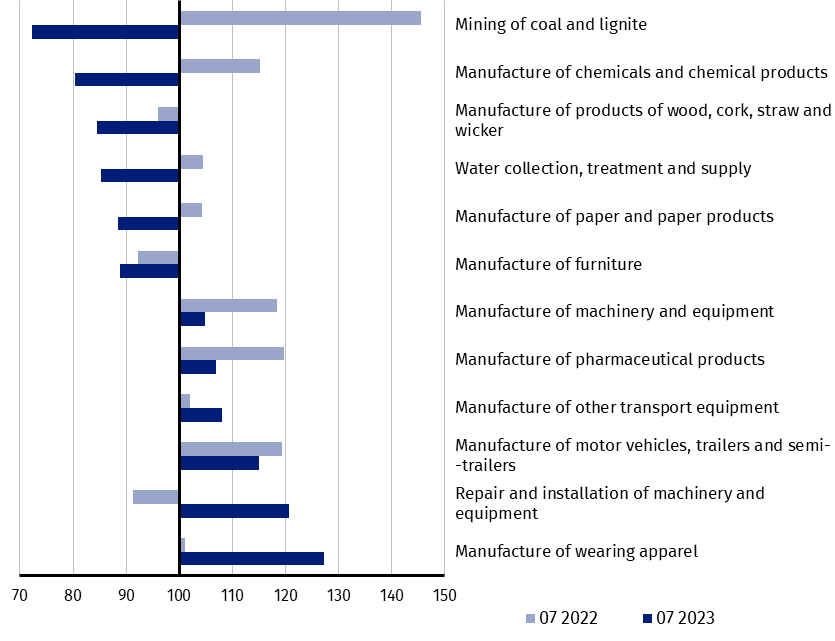 Mining of coal and lignite
Manufacture of chemicals and chemical products
Manufacture of products of wood, cork, straw and
wicker
Water collection, treatment and supply
Manufacture of paper and paper products
Manufacture of furniture
Manufacture of machinery and equipment
Manufacture of pharmaceutical products
Manufacture of other transport equipment
Manufacture of motor vehicles, trailers and semi-
-trailers
Repair and installation of machinery and
equipment
Manufacture of wearing apparel
70 80 90 100 110 120 130 140 150
07 2022 07 2023